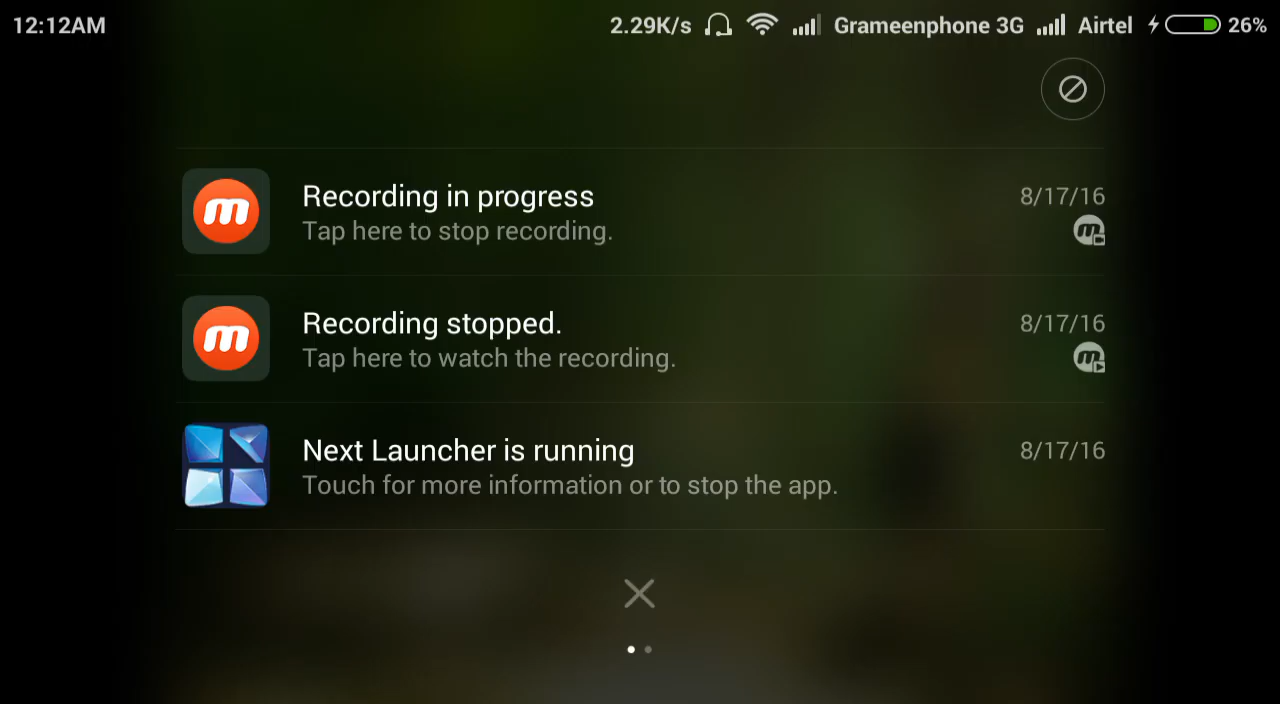 12:12AM 2.29K/s Grameenphone 3G Airtel 26%
Recording in progress 8/17/16
Tap here to stop recording.
Recording stopped. 8/17/16
Tap here to watch the recording.
Next Launcher is running 8/17/16
Touch for more information or to stop the app.